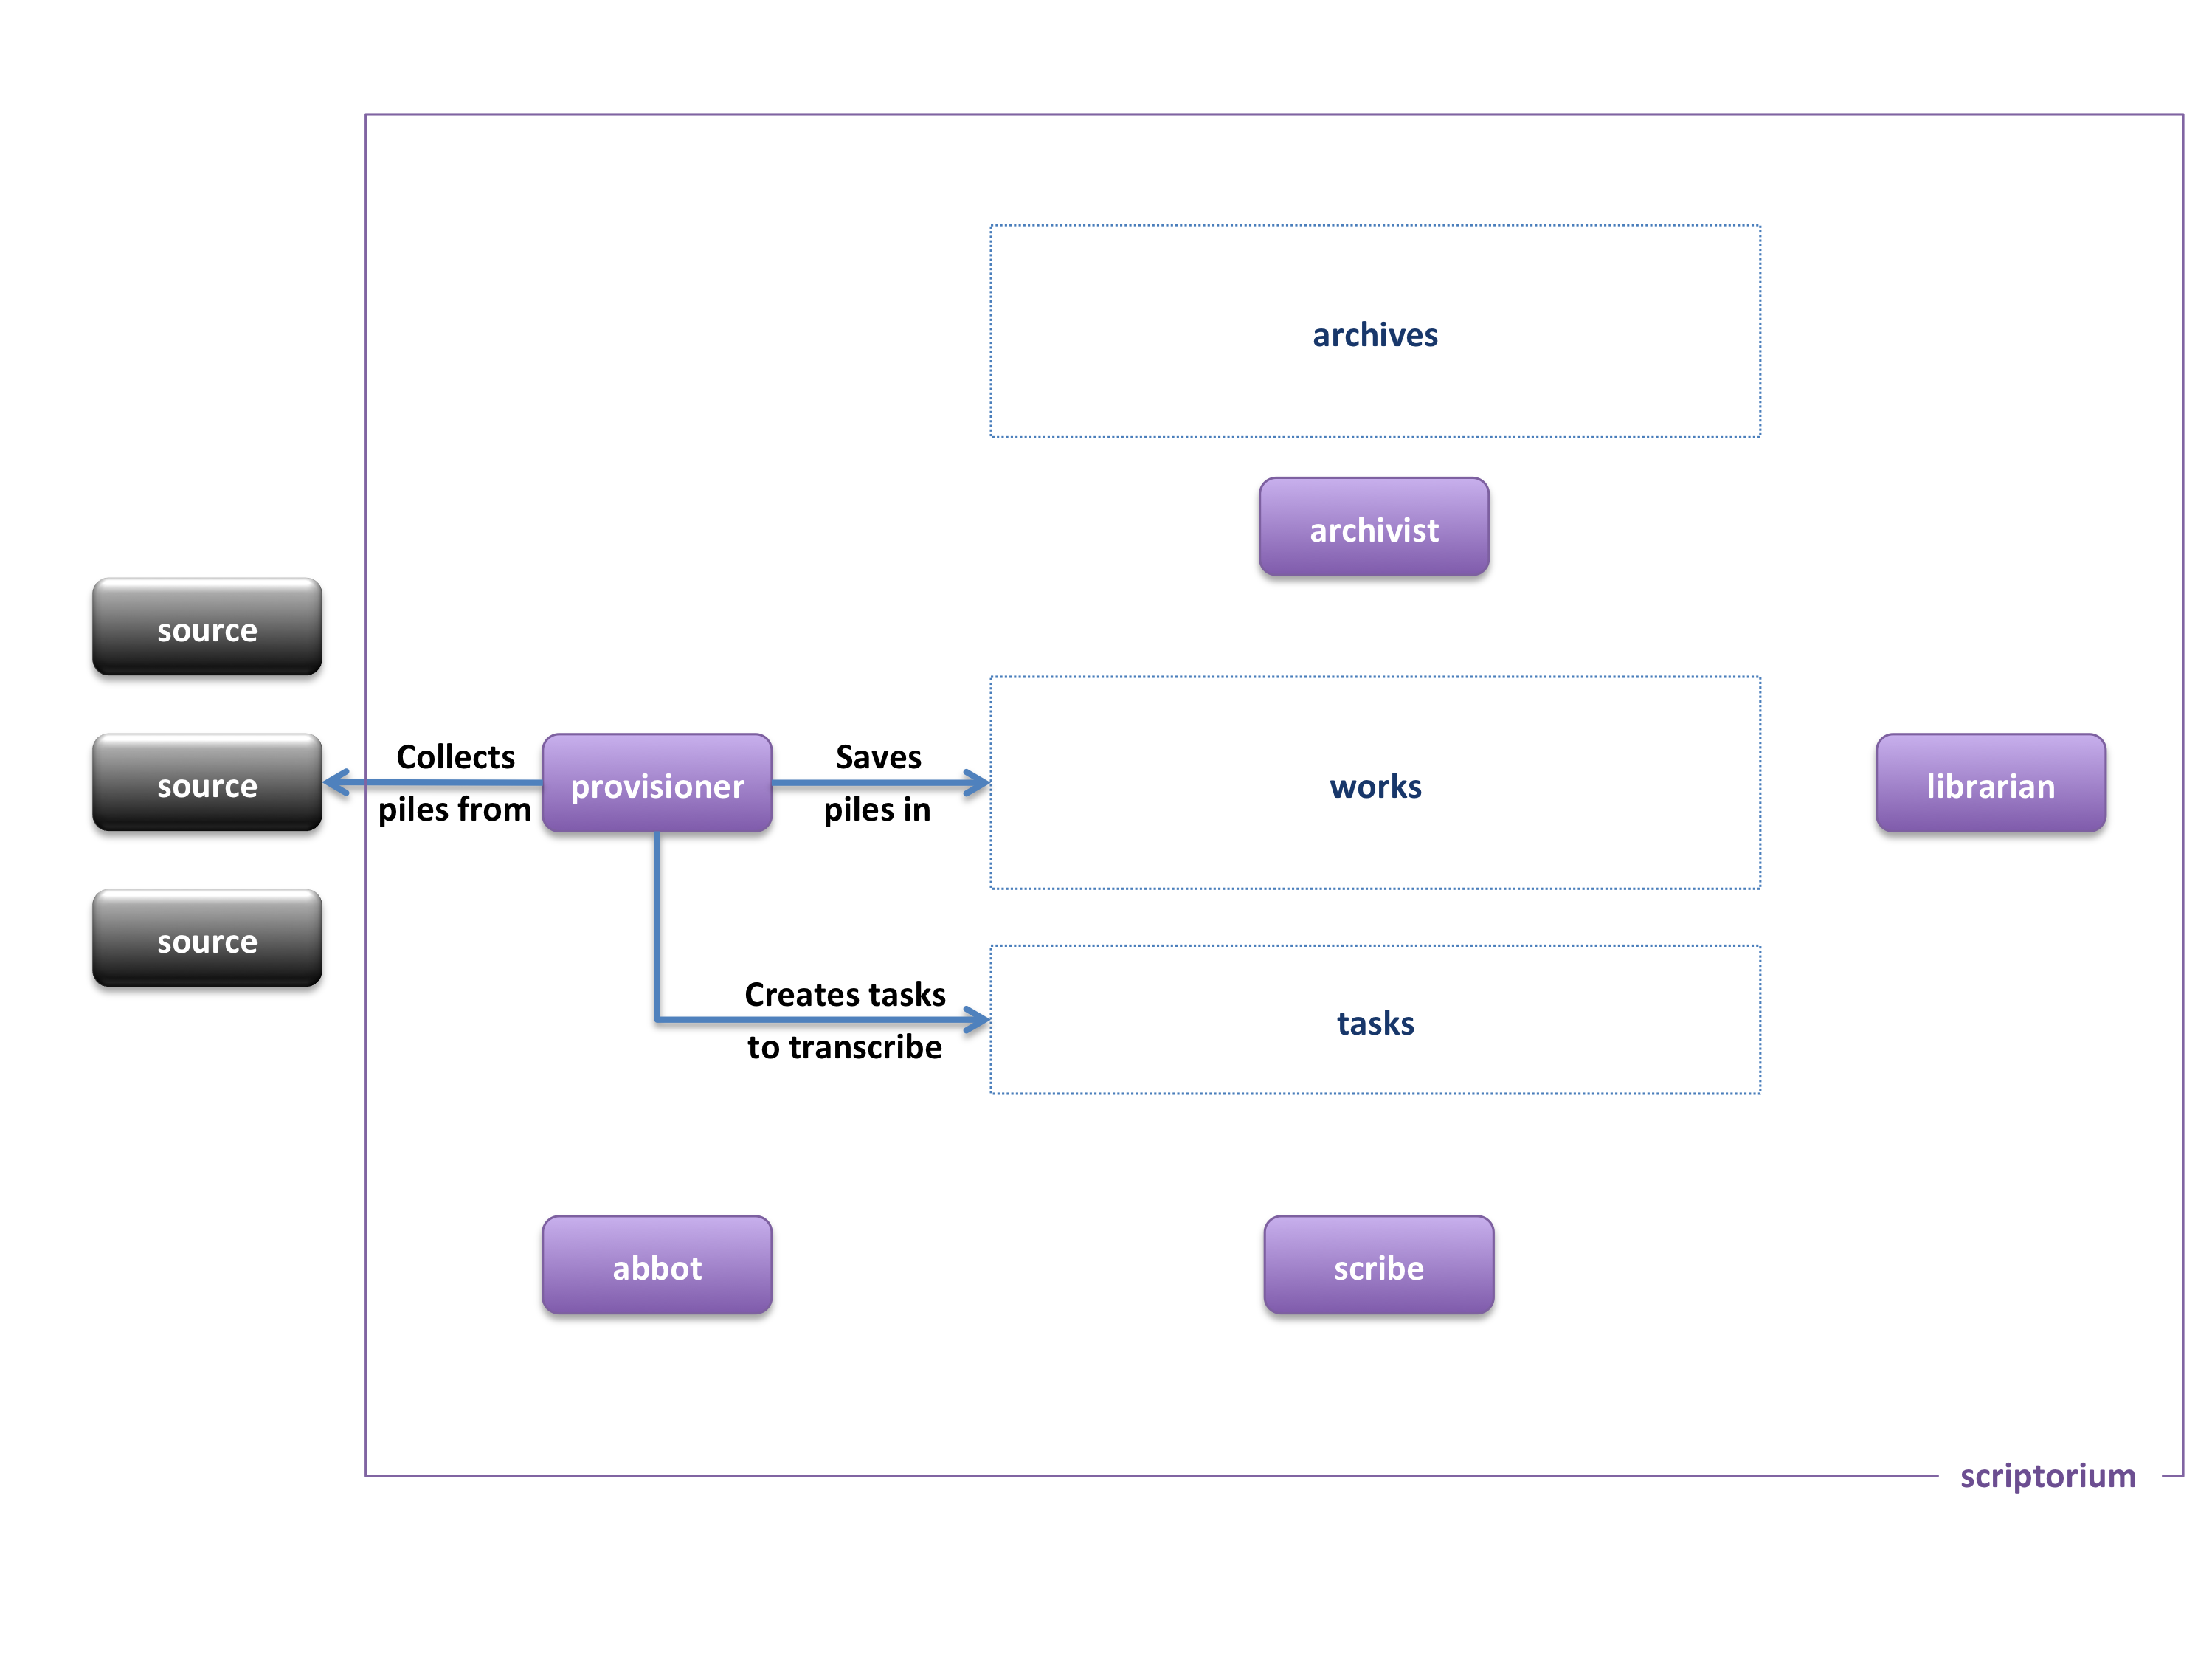 archives
archivist
source
source
source
Collects
piles from
provisioner
Saves
piles in
works
librarian
Creates tasks
to transcribe
tasks
abbot
scribe
scriptorium